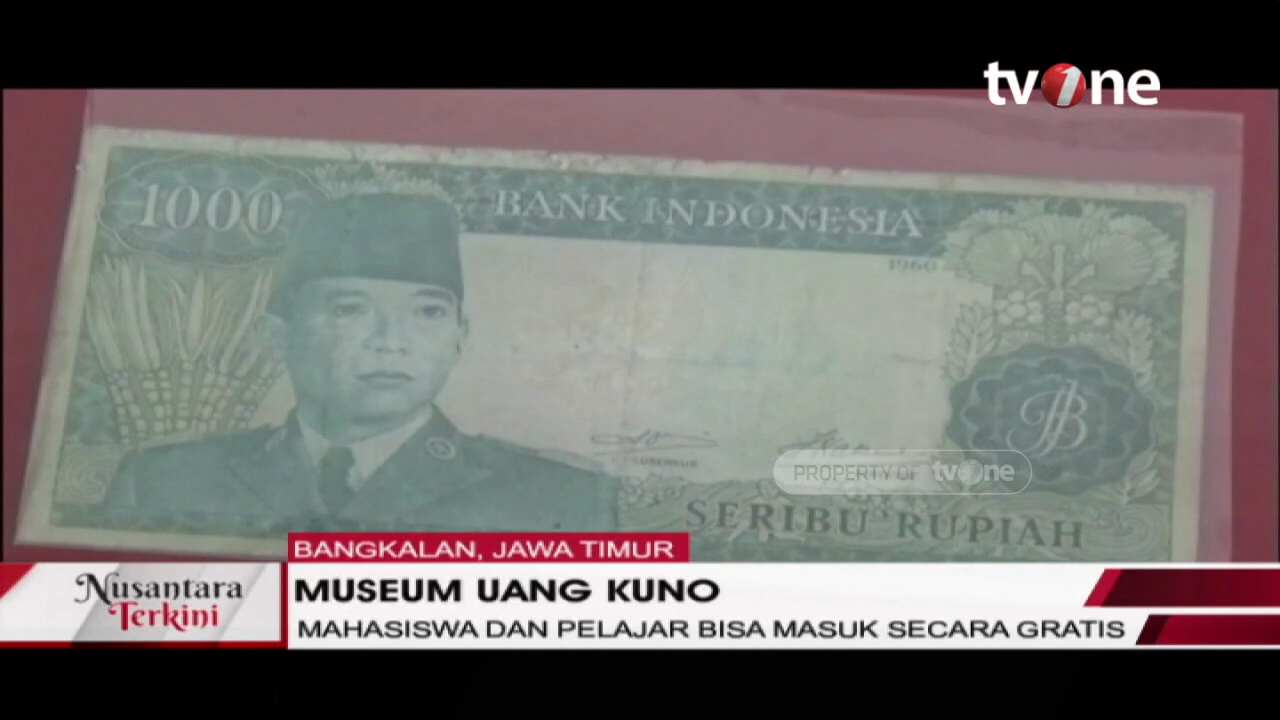 tvOne
1000
BANK INDONESIA
1960
GUBERNUR
PROPERTY OF tvOne
SERIBU RUPIAH
BANGKALAN, JAWA TIMUR
Nusantara
Terkini
MUSEUM UANG KUNO
MAHASISWA DAN PELAJAR BISA MASUK SECARA GRATIS